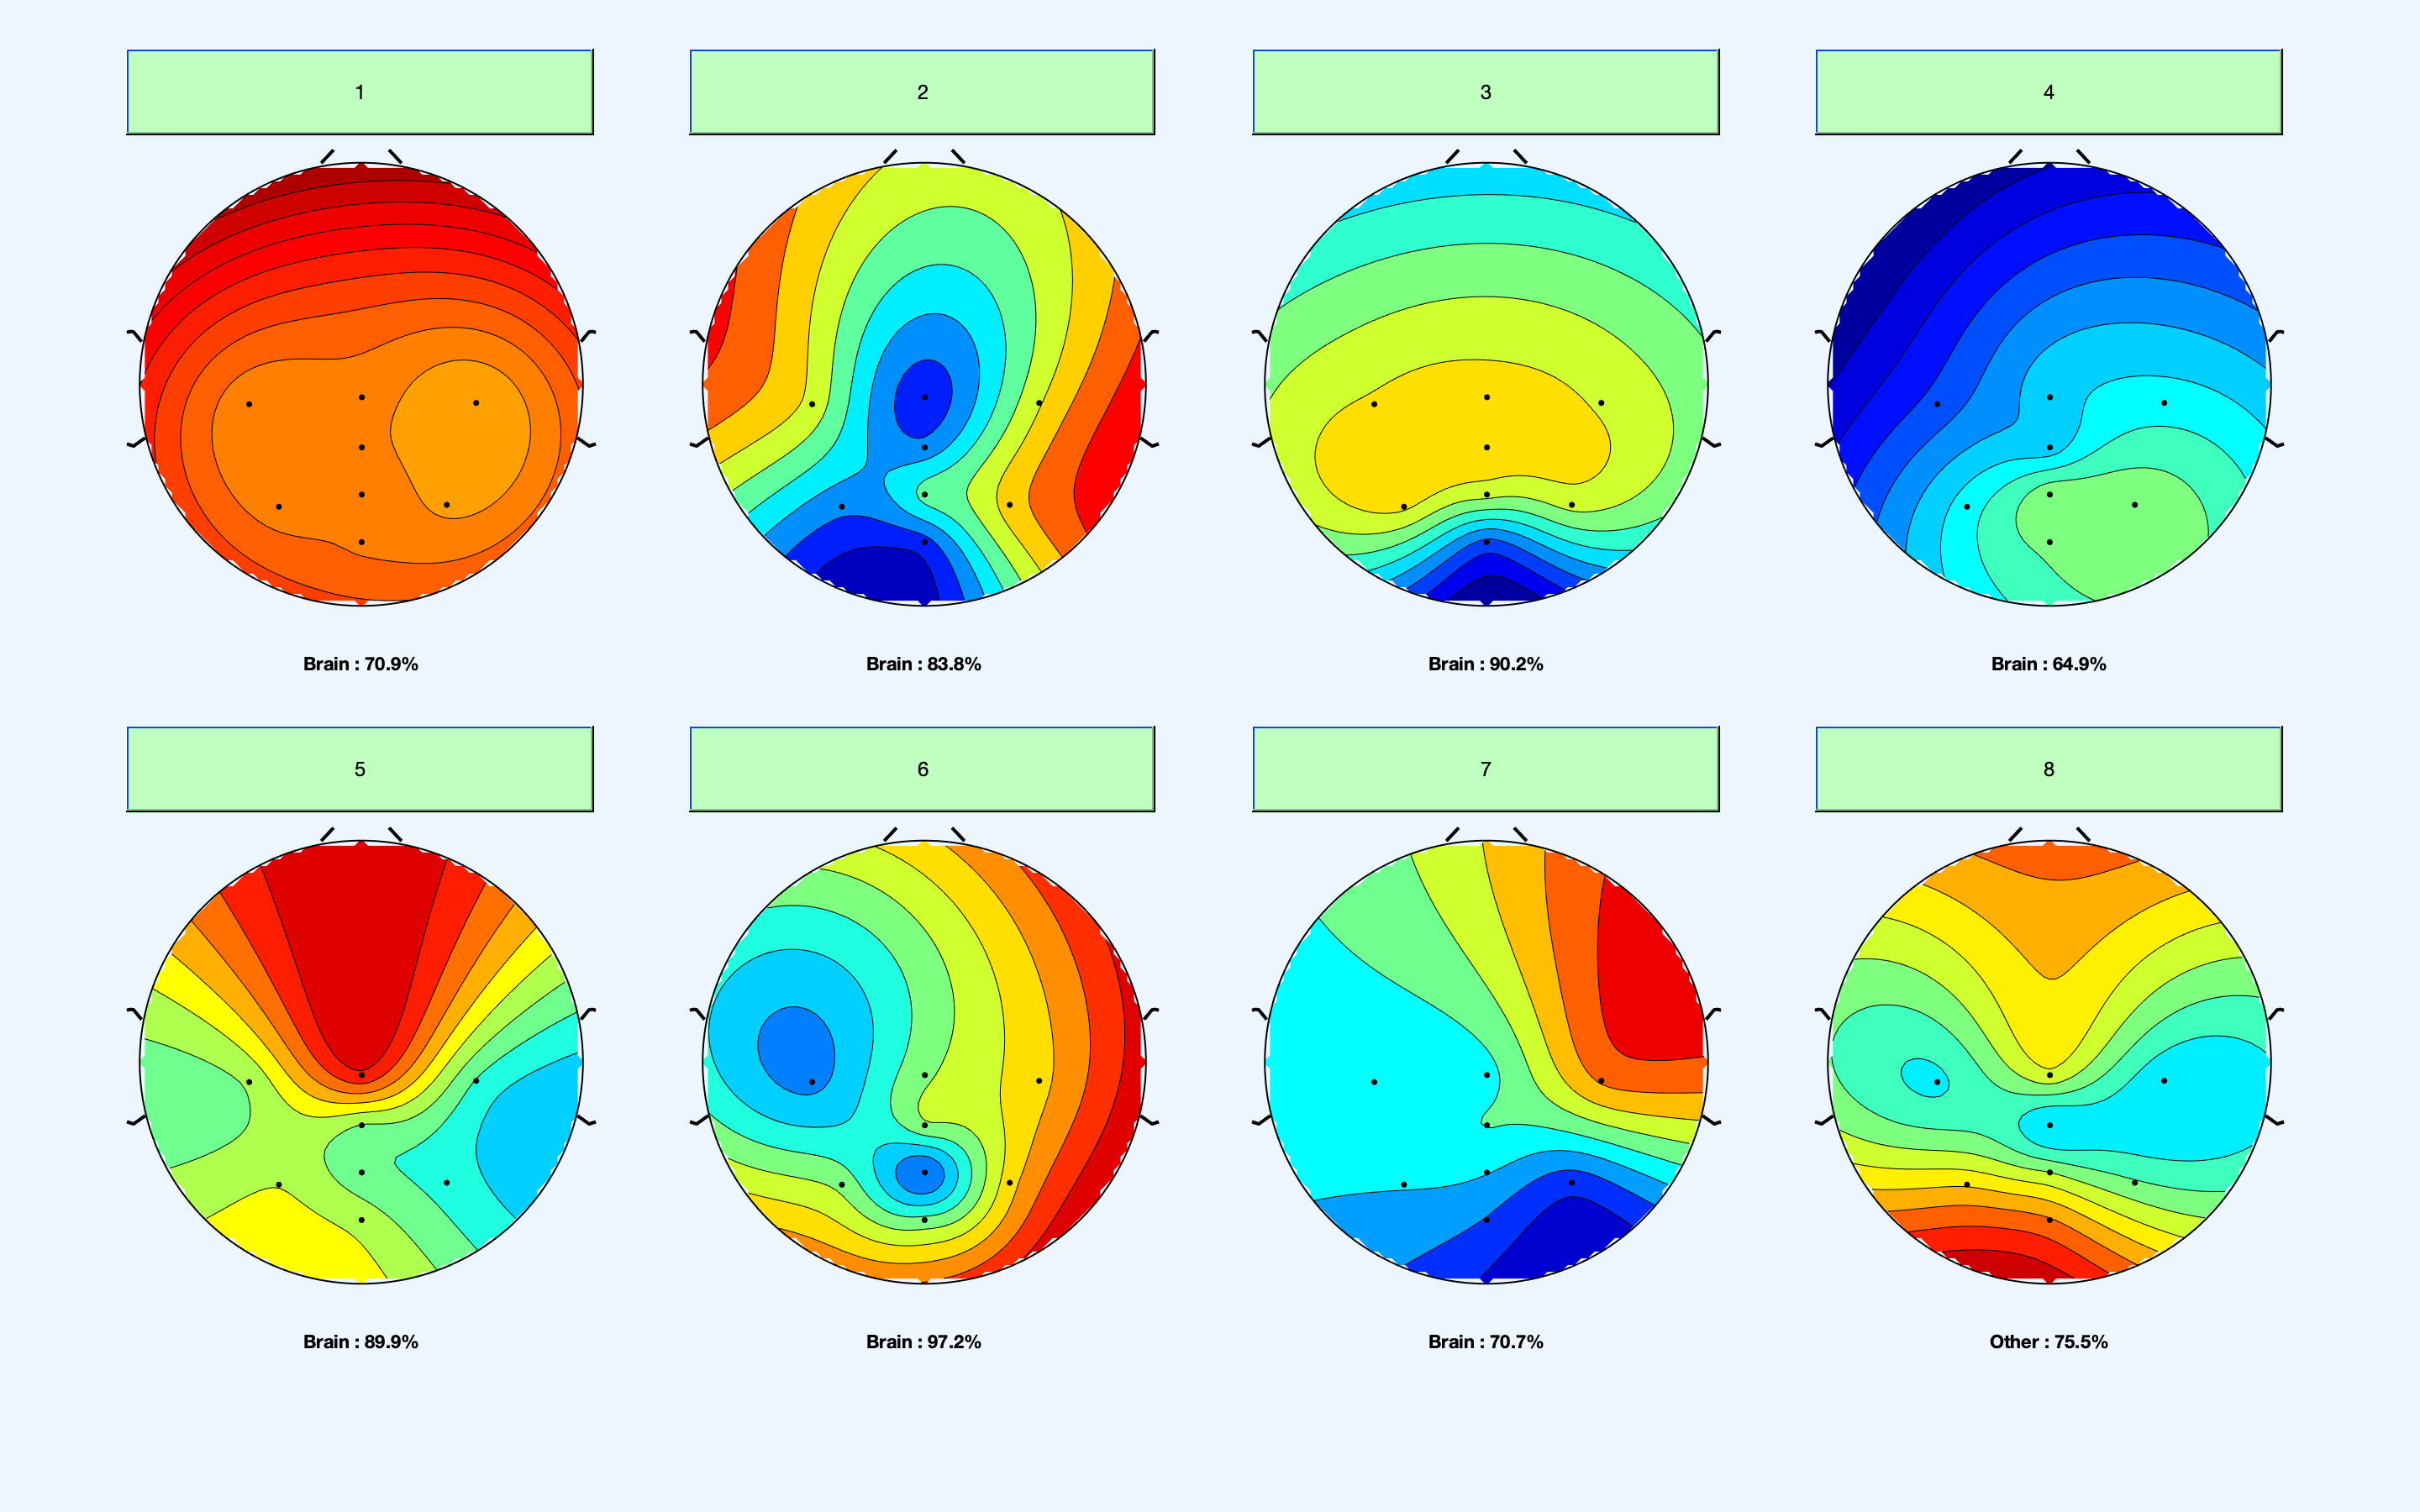 1
2
3
4
Brain : 70.9%
Brain : 83.8%
Brain : 90.2%
Brain : 64.9%
5
6
7
8
Brain : 89.9%
Brain : 97.2%
Brain : 70.7%
Other : 75.5%